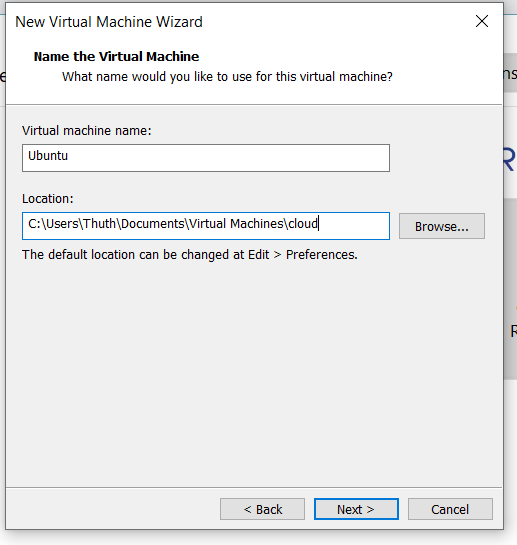 New Virtual Machine Wizard
Name the Virtual Machine
What name would you like to use for this virtual machine?
Virtual machine name:
Ubuntu
Location:
C:\Users\Thuth\Documents\Virtual Machines\cloud
Browse...
The default location can be changed at Edit > Preferences.
< Back
Next >
Cancel